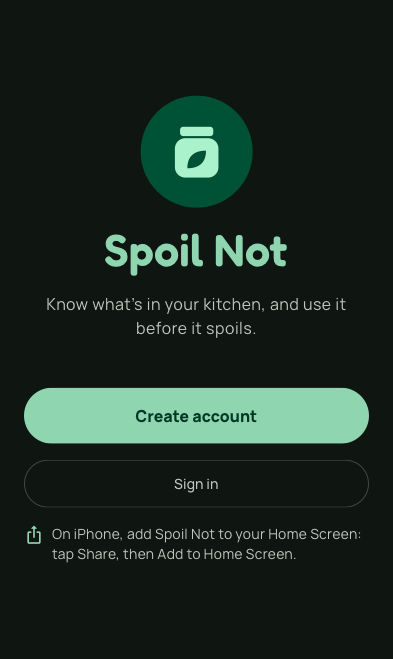 Spoil Not
Know what's in your kitchen, and use it
before it spoils.
Create account
Sign in
On iPhone, add Spoil Not to your Home Screen:
tap Share, then Add to Home Screen.